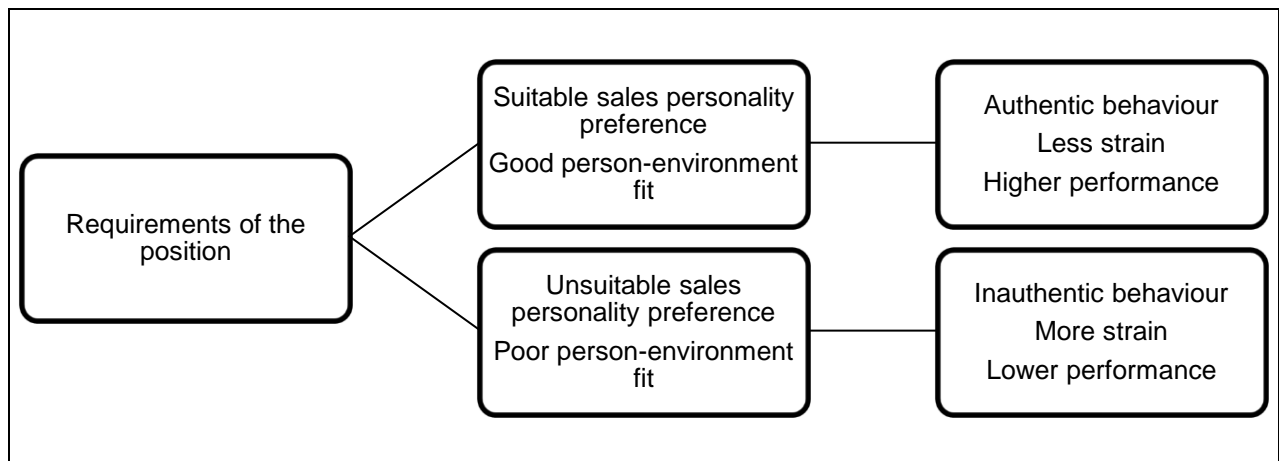 Requirements of the
position
Suitable sales personality
preference
Good person-environment
fit
Authentic behaviour
Less strain
Higher performance
Unsuitable sales
personality preference
Poor person-environment
fit
Inauthentic behaviour
More strain
Lower performance